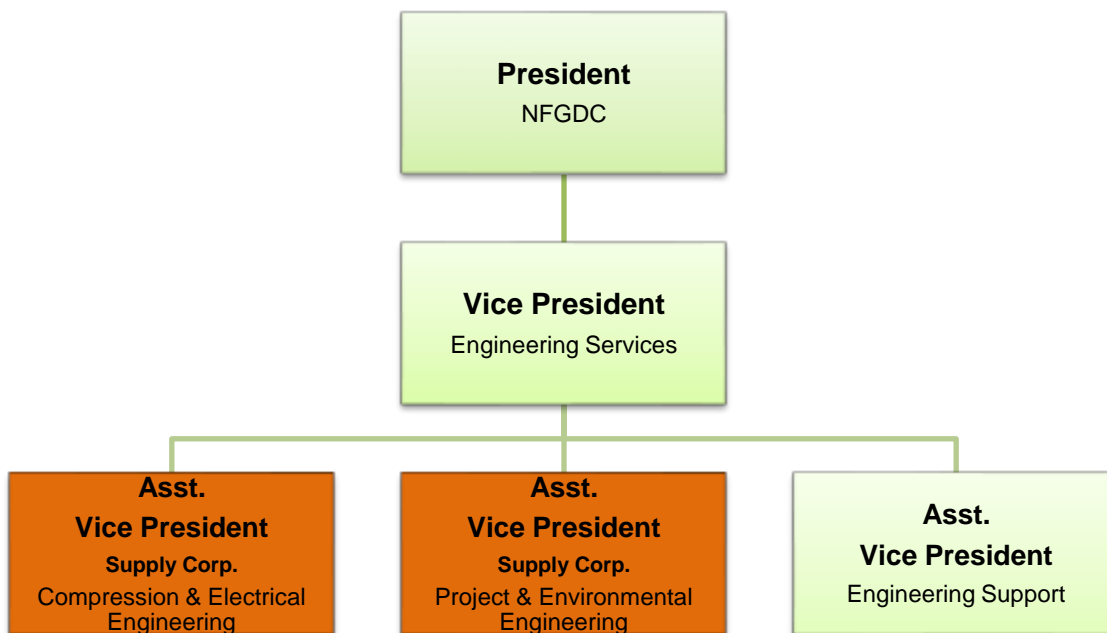 President
NFGDC
Vice President
Engineering Services
Asst.
Vice President
Supply Corp.
Compression & Electrical
Engineering
Asst.
Vice President
Supply Corp.
Project & Environmental
Engineering
Asst.
Vice President
Engineering Support